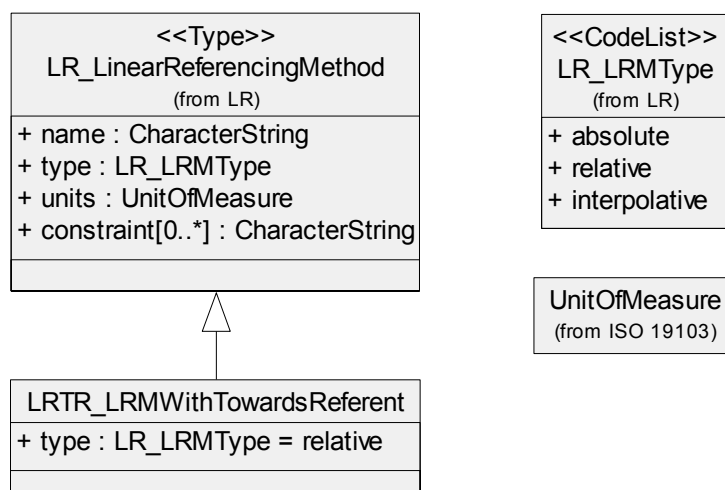 <<Type>>
LR_LinearReferencingMethod
(from LR)
+ name : CharacterString
+ type : LR_LRMType
+ units : UnitOfMeasure
+ constraint[0..*] : CharacterString
<<CodeList>>
LR_LRMType
(from LR)
+ absolute
+ relative
+ interpolative
UnitOfMeasure
(from ISO 19103)
LRTR_LRMWithTowardsReferent
+ type : LR_LRMType = relative